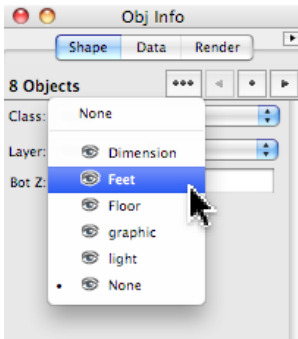 Obj Info
Shape Data Render
8 Objects
Class: None
Layer: Dimension
Bot Z: Feet
Floor
graphic
light
• None